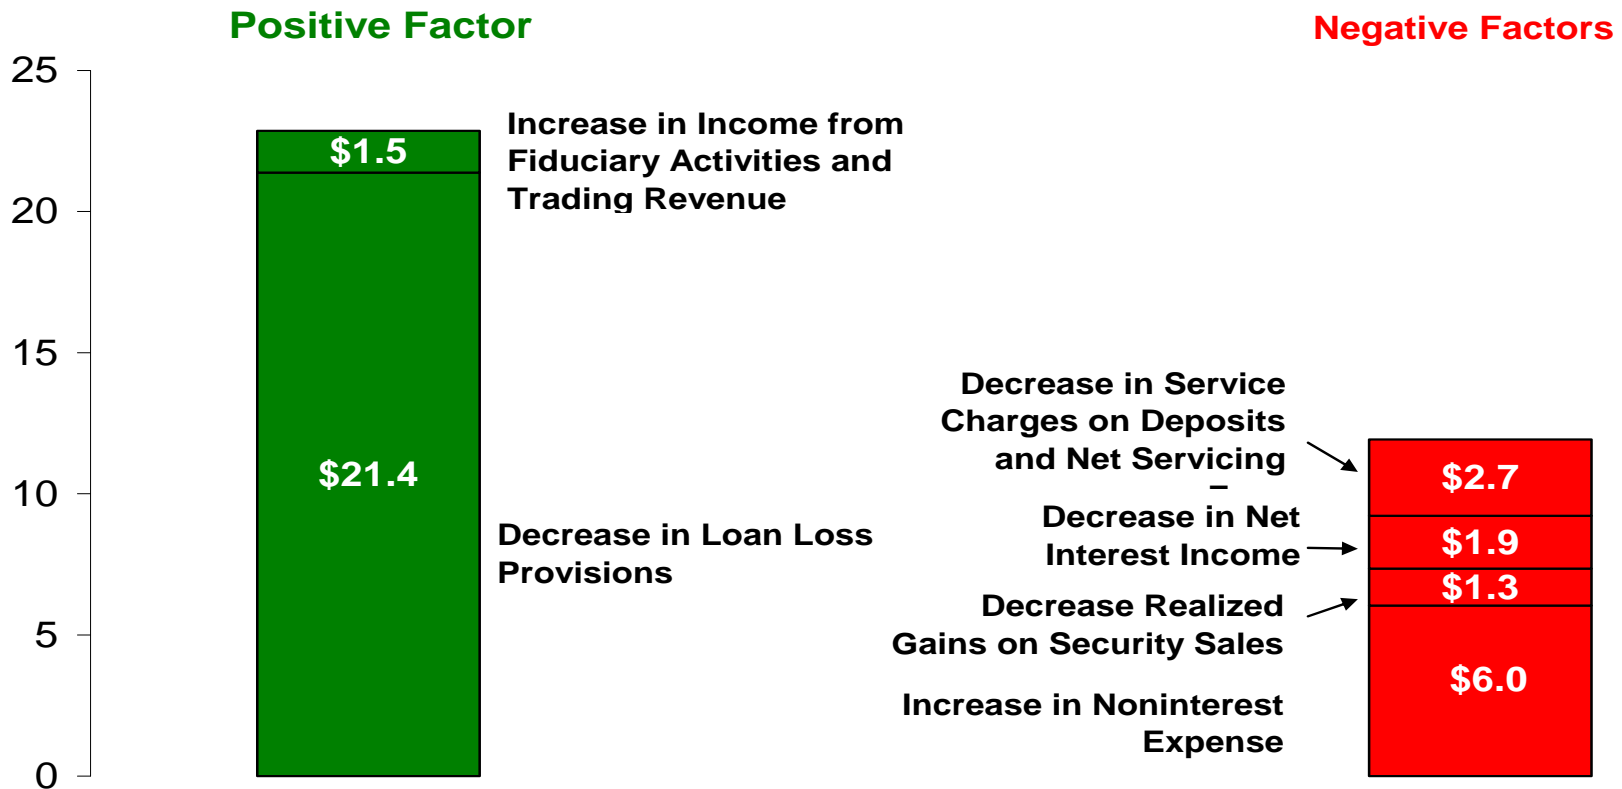 Positive Factor
Negative Factors
25
20
15
10
5
0
$1.5
$21.4
Increase in Income from
Fiduciary Activities and
Trading Revenue
Decrease in Loan Loss
Provisions
Decrease in Service
Charges on Deposits
and Net Servicing
Decrease in Net
Interest Income
Decrease Realized
Gains on Security Sales
Increase in Noninterest
Expense
$2.7
$1.9
$1.3
$6.0